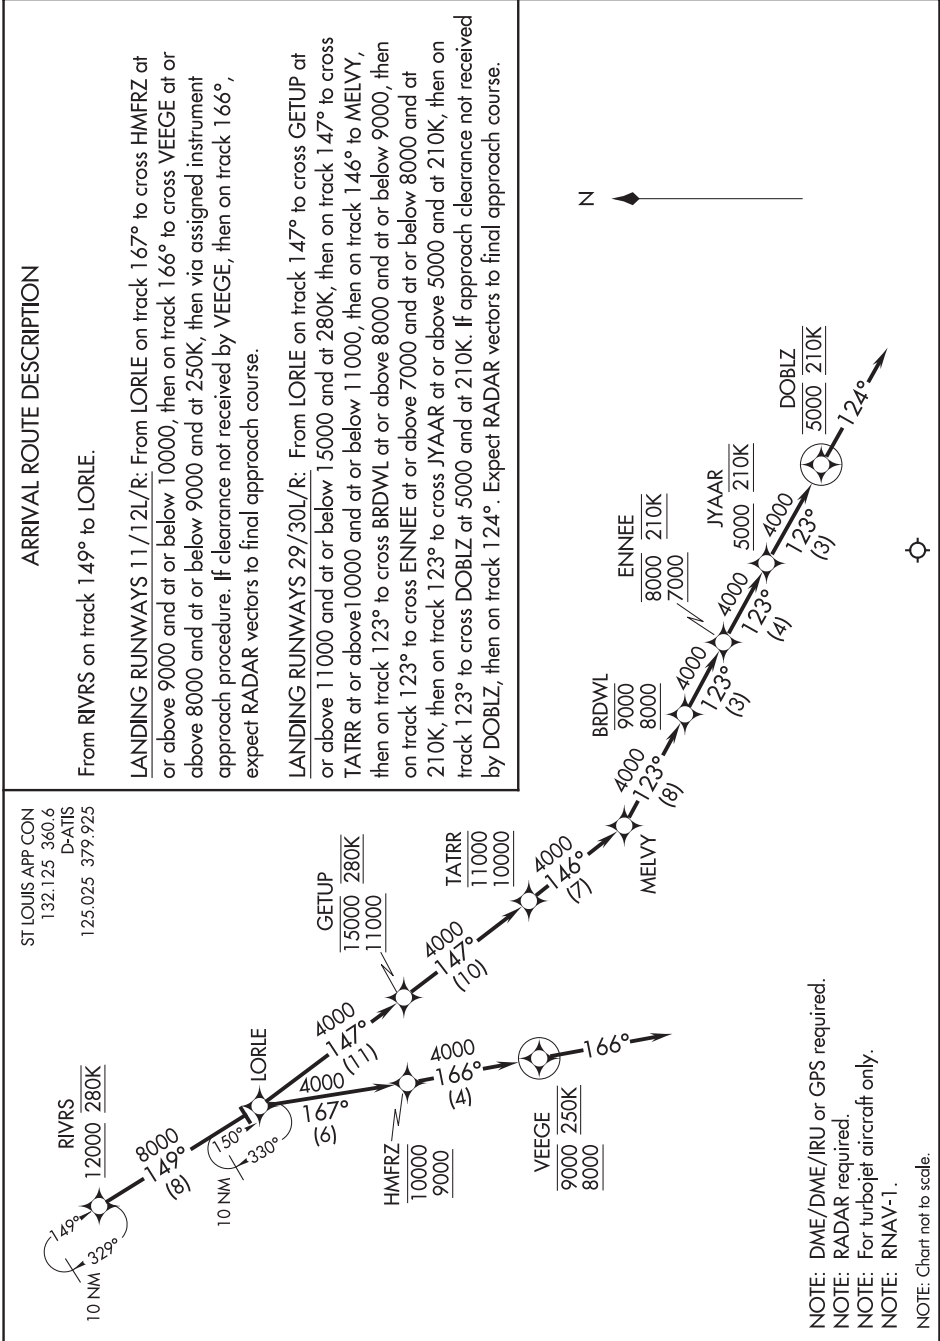 ARRIVAL ROUTE DESCRIPTION
From RIVRS on track 149° to LORLE.
LANDING RUNWAYS 11/12L/R: From LORLE on track 167° to cross HMFRZ at
or above 9000 and at or below 10000, then on track 166° to cross VEEGE at or
above 8000 and at or below 9000 and at 250K, then via assigned instrument
approach procedure. If clearance not received by VEEGE, then on track 166°,
expect RADAR vectors to final approach course.
LANDING RUNWAYS 29/30L/R: From LORLE on track 147° to cross GETUP at
or above 11000 and at or below 15000 and at 280K, then on track 147° to cross
TATRR at or above10000 and at or below 11000, then on track 146° to MELVY,
then on track 123° to cross BRDWL at or above 8000 and at or below 9000, then
on track 123° to cross ENNEE at or above 7000 and at or below 8000 and at
210K, then on track 123° to cross JYAAR at or above 5000 and at 210K, then on
track 123° to cross DOBLZ at 5000 and at 210K. If approach clearance not received
by DOBLZ, then on track 124°. Expect RADAR vectors to final approach course.
ST LOUIS APP CON
132.125 360.6
D-ATIS
125.025 379.925
RIVRS
12000 280K
149°
329°
10 NM
8000
149°
(8)
LORLE
150°
330°
10 NM
4000
167°
(6)
HMFRZ
10000
9000
4000
166°
(4)
VEEGE
9000 250K
8000
166°
4000
147°
(11)
GETUP
15000 280K
11000
4000
147°
(10)
TATRR
11000
10000
4000
146°
(7)
MELVY
4000
123°
(8)
BRDWL
9000
8000
4000
123°
(3)
ENNEE
8000 210K
7000
4000
123°
(4)
JYAAR
5000 210K
4000
123°
(3)
DOBLZ
5000 210K
124°
N
NOTE: DME/DME/IRU or GPS required.
NOTE: RADAR required.
NOTE: For turbojet aircraft only.
NOTE: RNAV-1.
NOTE: Chart not to scale.